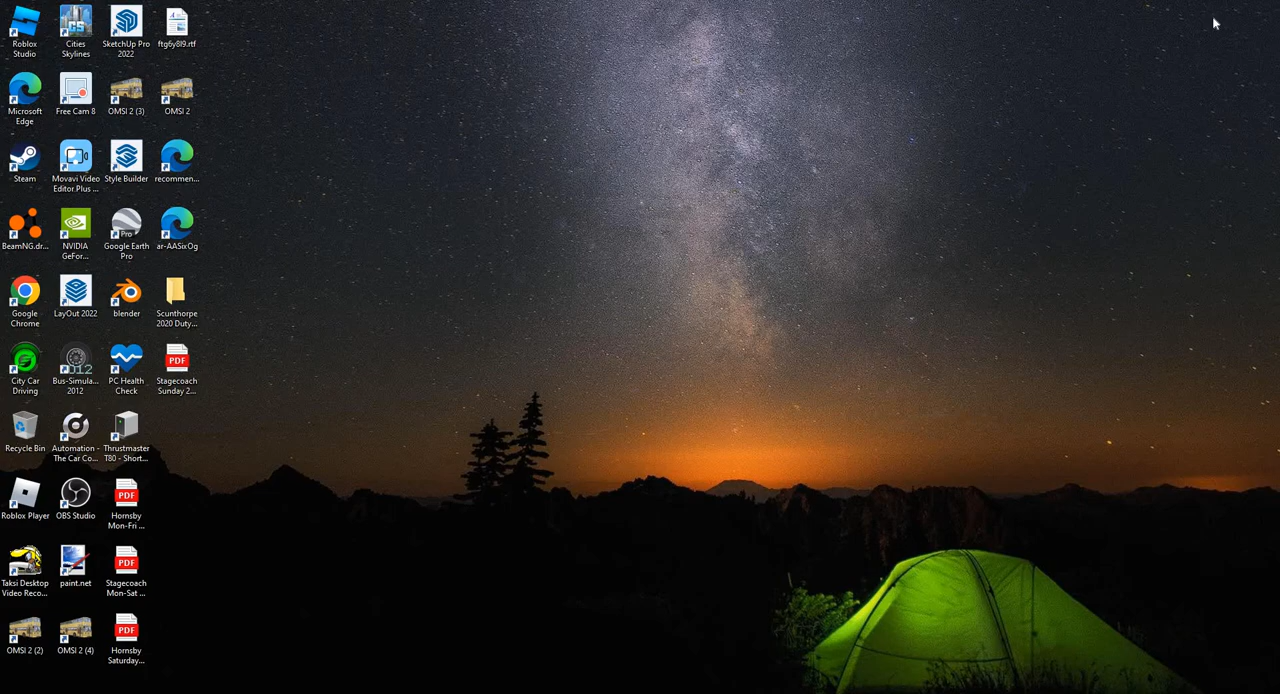 Roblox
Studio
Cities
Skylines
SketchUp Pro
2022
ftg6y8l9.rtf
Microsoft
Edge
Free Cam 8
OMSI 2 (3)
OMSI 2
Steam
Movavi Video
Editor Plus ...
Style Builder
recommen...
BeamNG.dr...
NVIDIA
GeFor...
Google Earth
Pro
ar-AASixOg
Google
Chrome
LayOut 2022
blender
Scunthorpe
2020 Duty...
City Car
Driving
Bus-Simula...
2012
PC Health
Check
Stagecoach
Sunday 2...
Recycle Bin
Automation -
The Car Co...
Thrustmaster
T80 - Short...
Roblox Player
OBS Studio
Hornsby
Mon-Fri ...
Taksi Desktop
Video Reco...
paint.net
Stagecoach
Mon-Sat ...
OMSI 2 (2)
OMSI 2 (4)
Hornsby
Saturday...